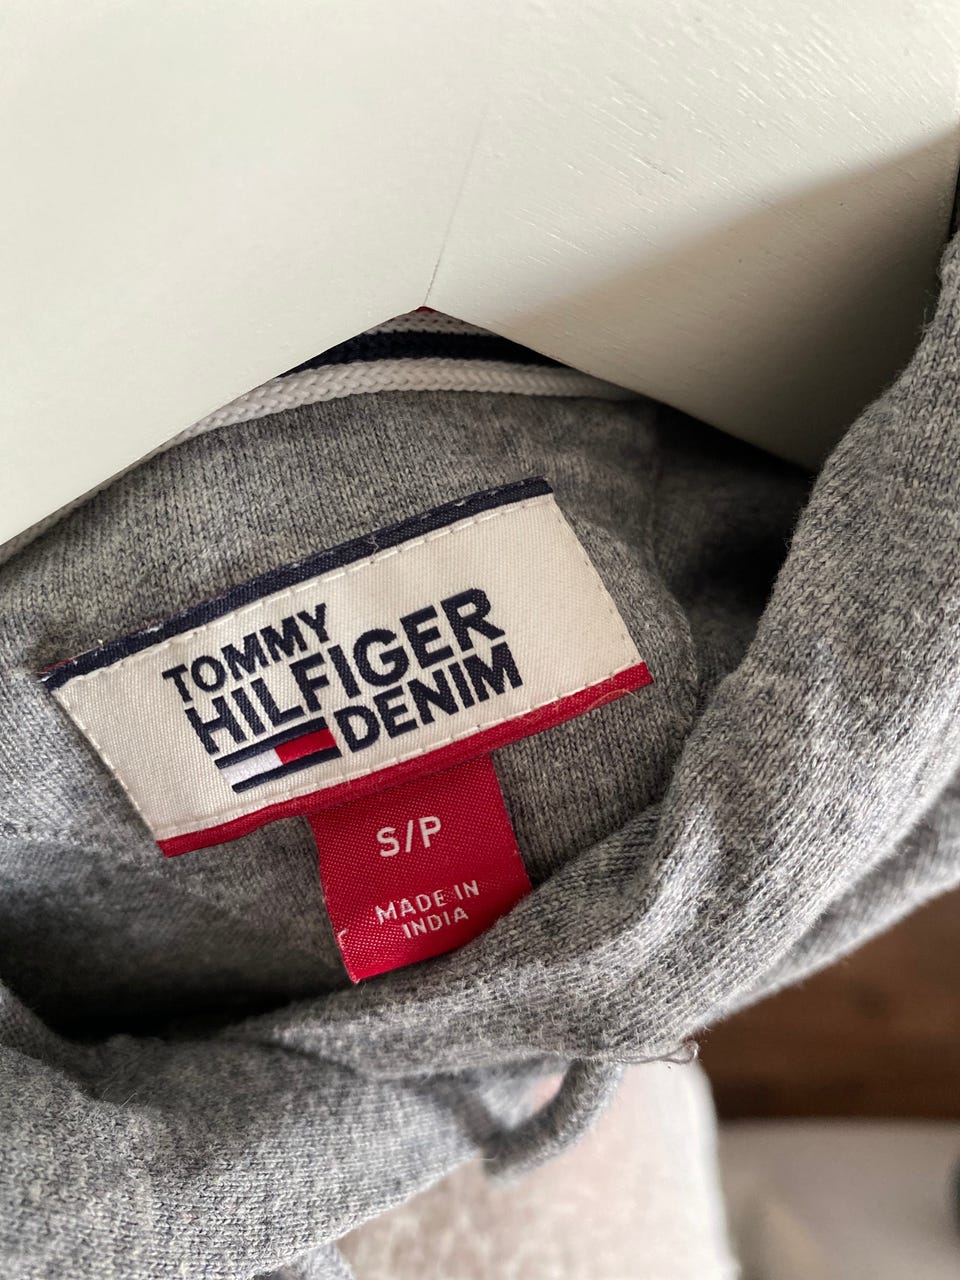 TOMMY
HILFIGER
DENIM
S/P
MADE IN
INDIA